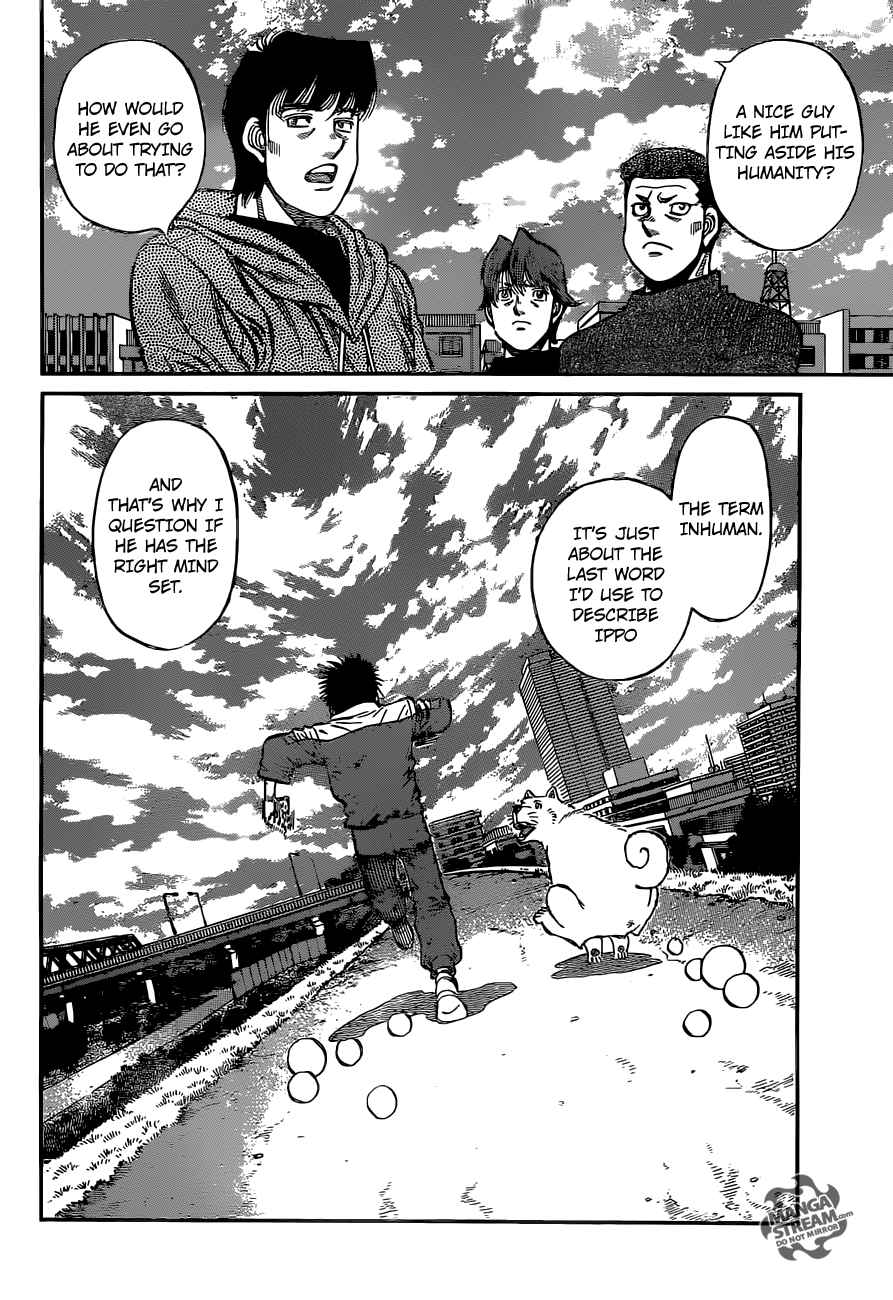 A NICE GUY
LIKE HIM PUT-
TING ASIDE HIS
HUMANITY?
HOW WOULD
HE EVEN GO
ABOUT TRYING
TO DO THAT?
THE TERM
INHUMAN.
IT'S JUST
ABOUT THE
LAST WORD
I'D USE TO
DESCRIBE
IPPO
AND
THAT'S WHY I
QUESTION IF
HE HAS THE
RIGHT MIND
SET.
MANGA
STREAM.com
DO NOT MIRROR